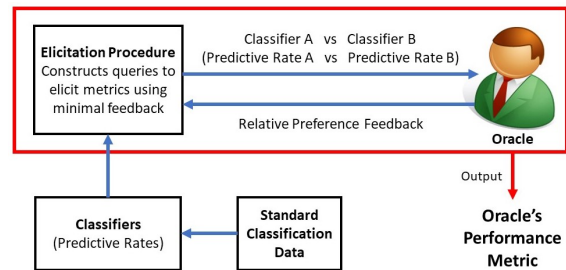 Elicitation Procedure
Constructs queries to
elicit metrics using
minimal feedback
Classifier A vs Classifier B
(Predictive Rate A vs Predictive Rate B)
Relative Preference Feedback
Oracle
Output
Classifiers
(Predictive Rates)
Standard
Classification
Data
Oracle's
Performance
Metric